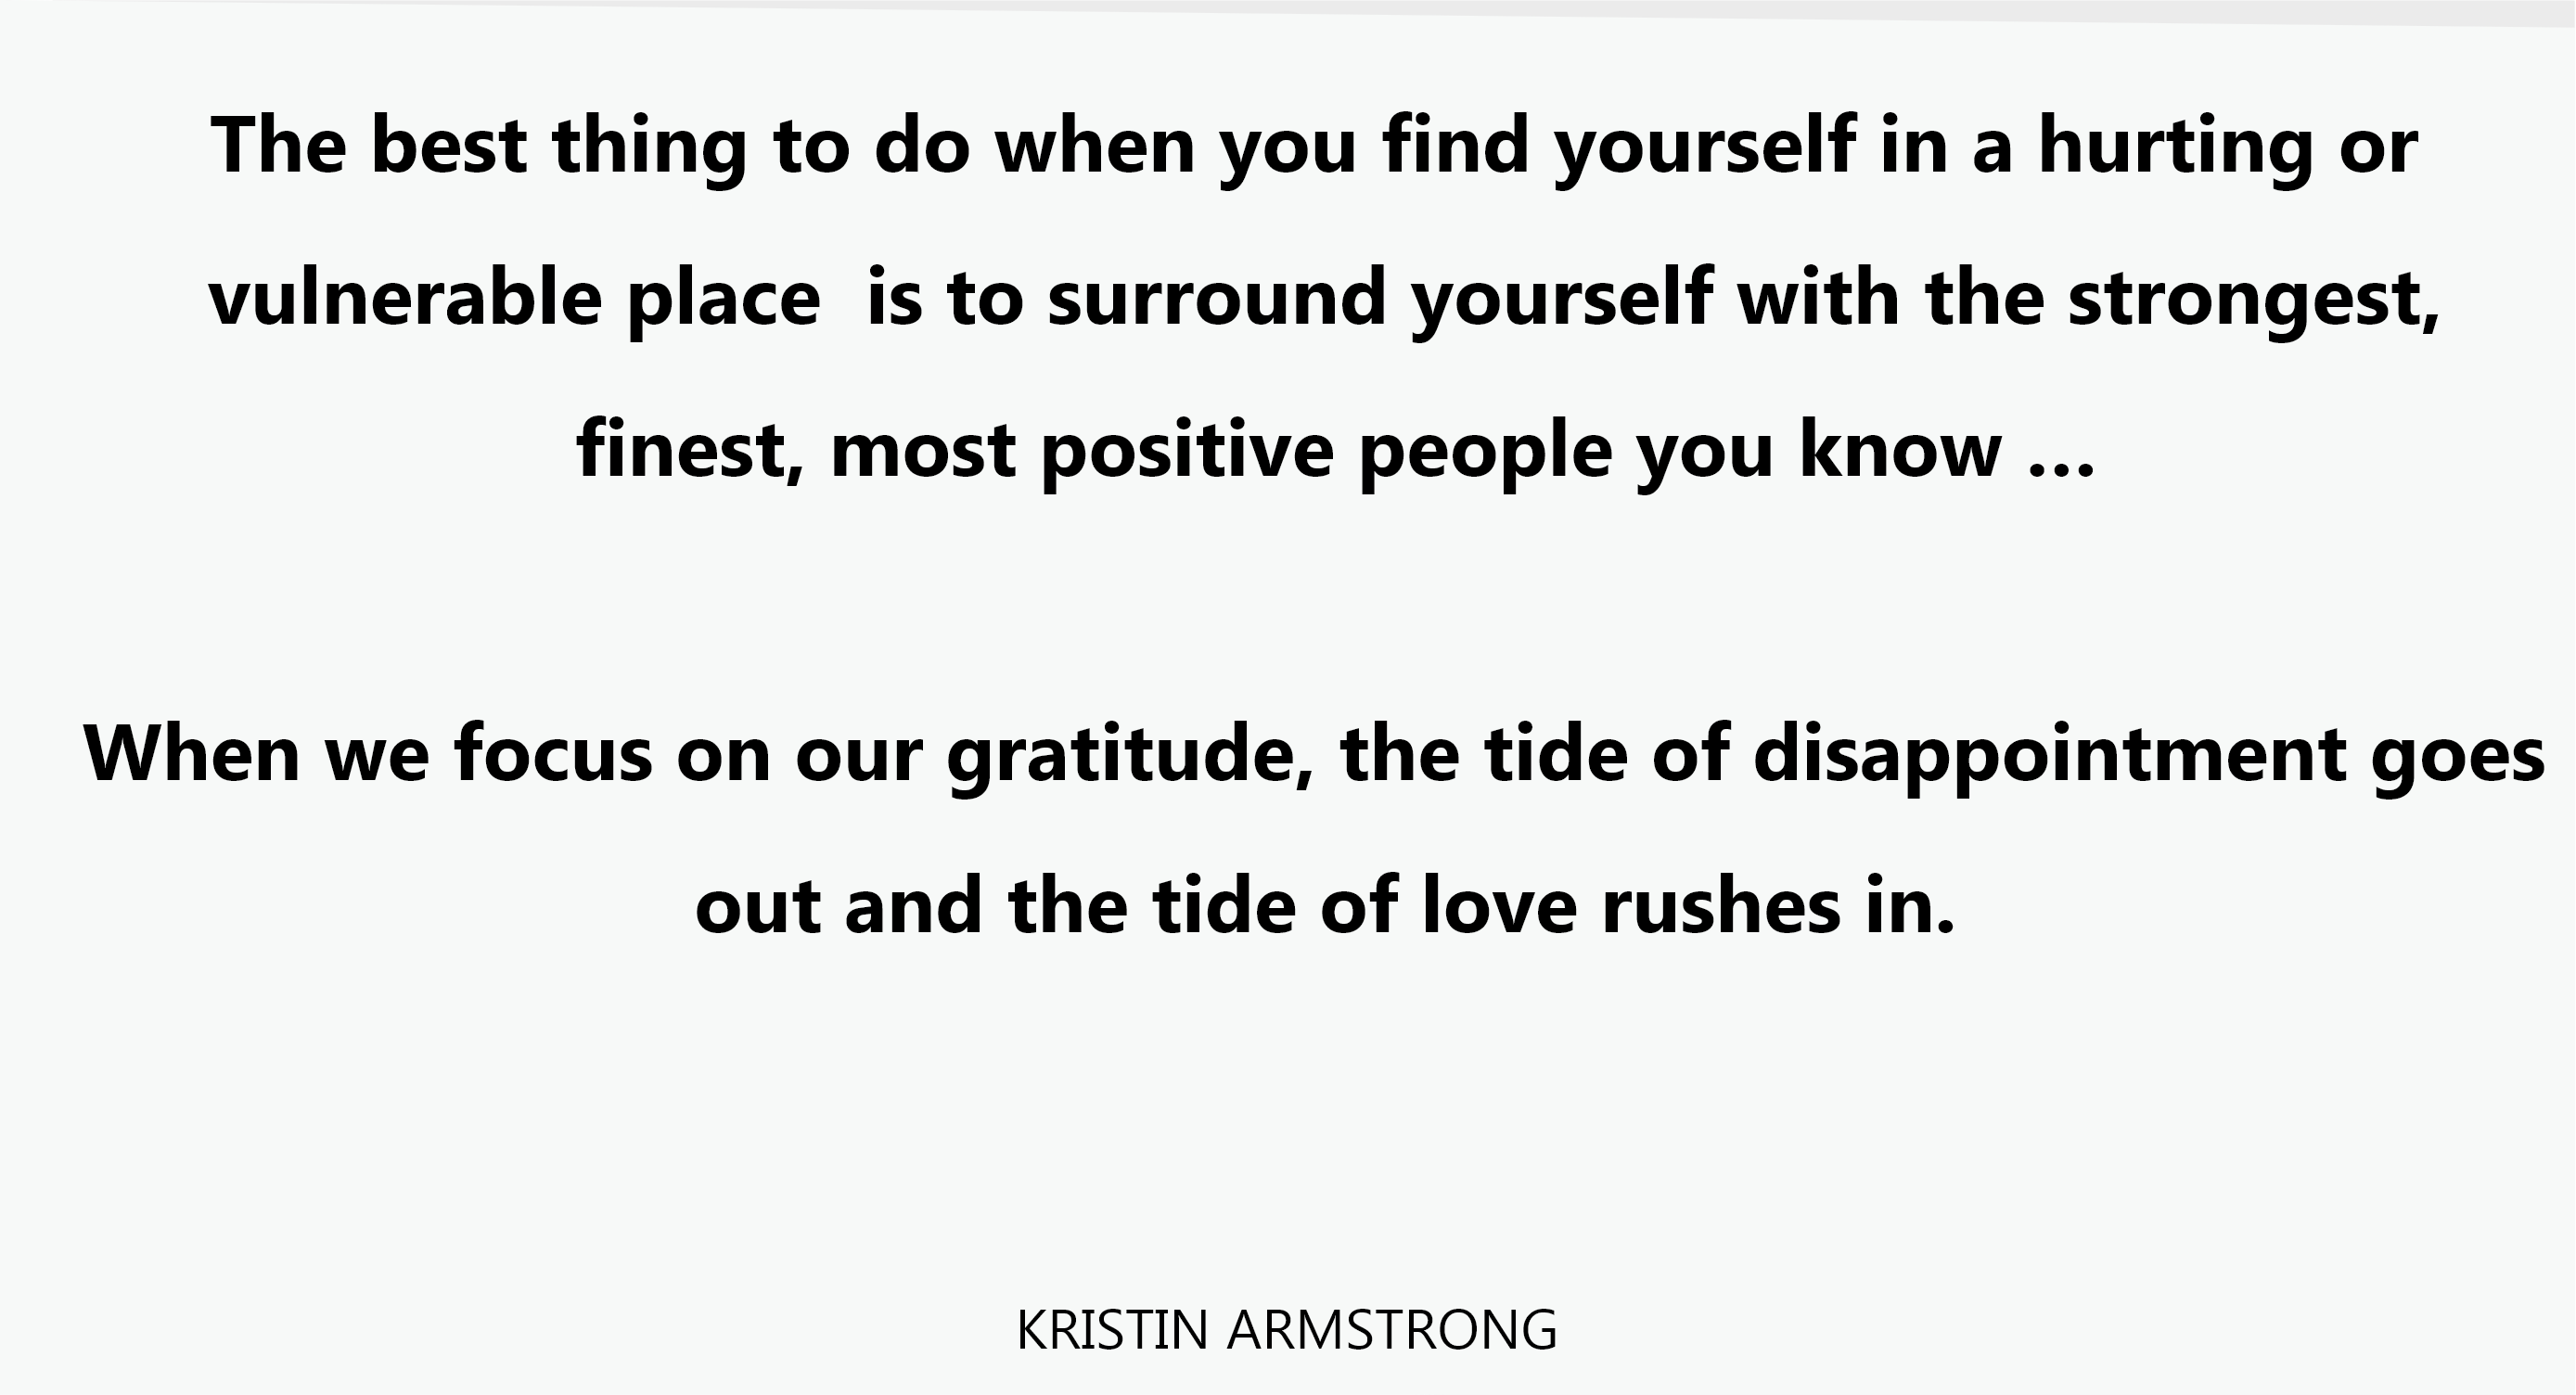 The best thing to do when you find yourself in a hurting or
vulnerable place  is to surround yourself with the strongest,
finest, most positive people you know ...
When we focus on our gratitude, the tide of disappointment goes
out and the tide of love rushes in.
KRISTIN ARMSTRONG